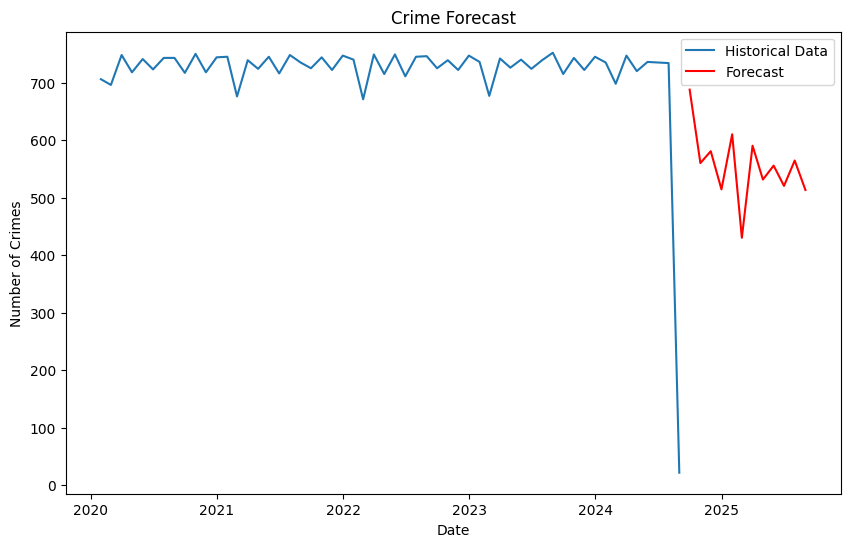 Crime Forecast
Historical Data
Forecast
Number of Crimes
700
600
500
400
300
200
100
0
2020
2021
2022
2023
2024
2025
Date